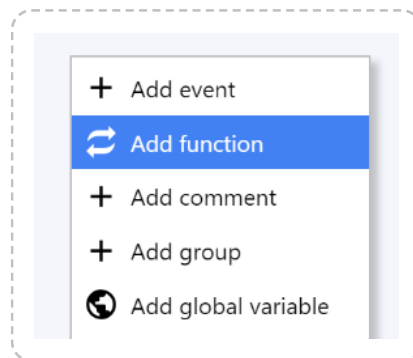 Add event
Add function
Add comment
Add group
Add global variable